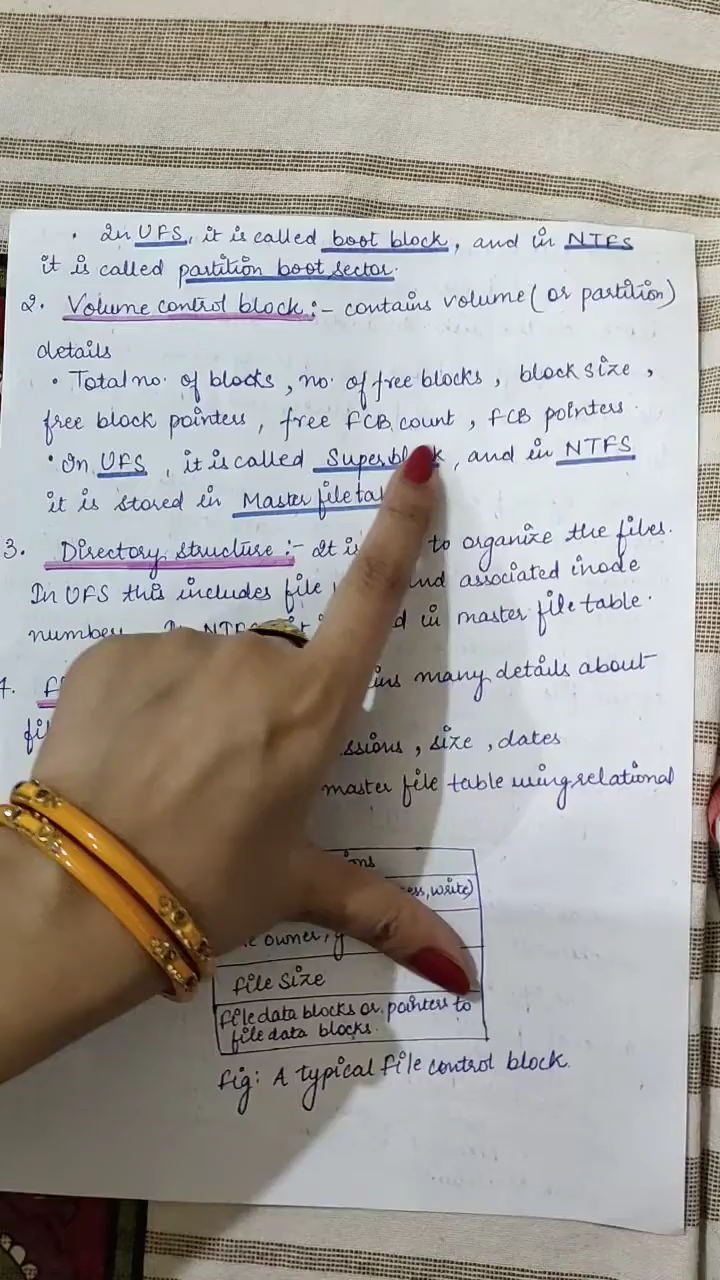 • In UFS, it is called boot block, and in NTFS
it is called partition boot sector.
2. Volume control block :- contains volume (or partition)
details
• Total no. of blocks, no. of free blocks, block size,
free block pointers, free FCB count, FCB pointers.
• In UFS, it is called Superblock, and in NTFS
it is stored in Master file
3. Directory structure :- It is to organize the files.
In UFS this includes file and associated inode
number. in master file table.
many details about
, size, dates
master file table using relational
, write)
owner,
file size
file data blocks or pointers to
file data blocks.
fig: A typical file control block.